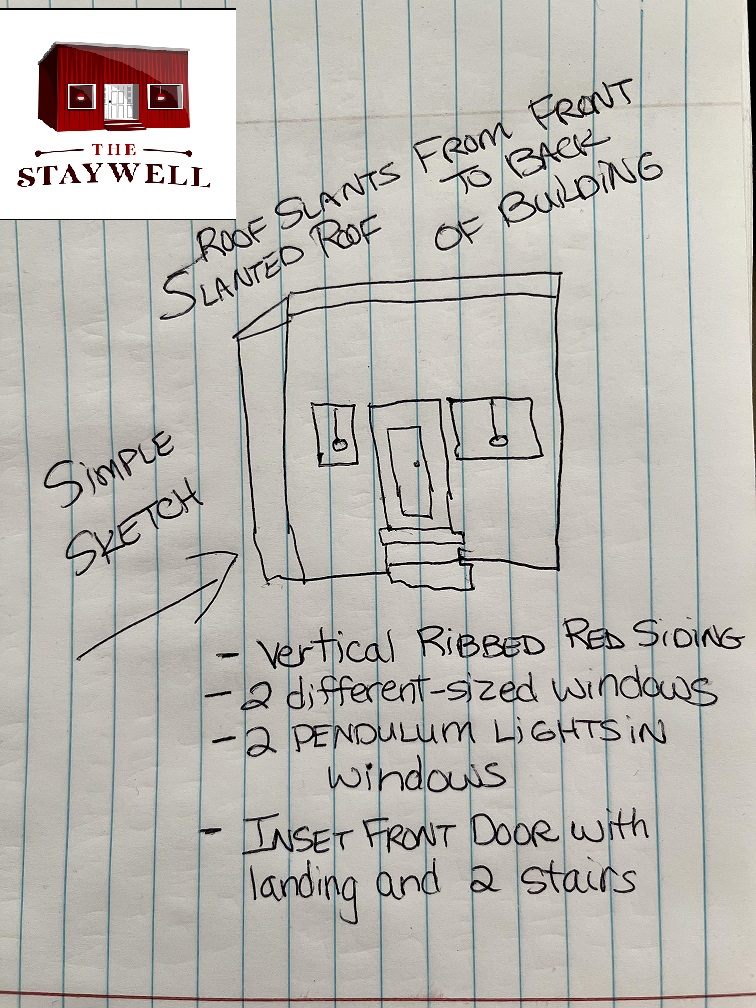 THE
STAYWELL
ROOF SLANTS FROM FRONT
SLANTED ROOF TO BACK
OF BUILDING
SIMPLE
SKETCH
- Vertical RIBBED RED SIDING
- 2 different-sized windows
- 2 PENDULUM LIGHTS IN
windows
- INSET FRONT DOOR with
landing and 2 stairs